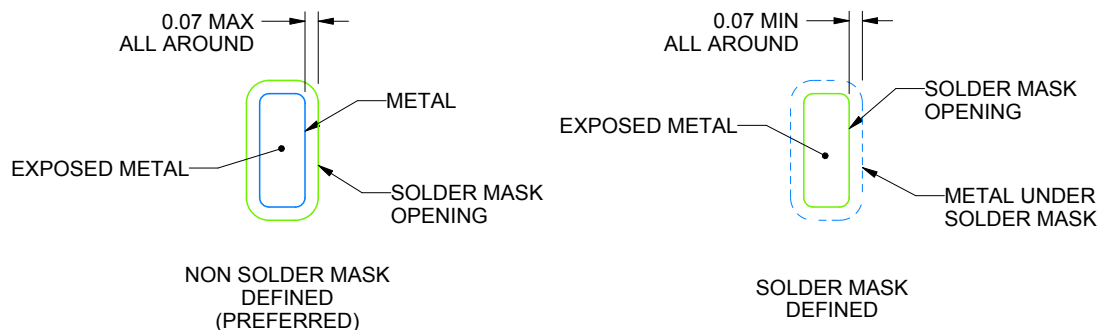 0.07 MAX
ALL AROUND
METAL
EXPOSED METAL
SOLDER MASK
OPENING
NON SOLDER MASK
DEFINED
(PREFERRED)
0.07 MIN
ALL AROUND
SOLDER MASK
OPENING
EXPOSED METAL
METAL UNDER
SOLDER MASK
SOLDER MASK
DEFINED